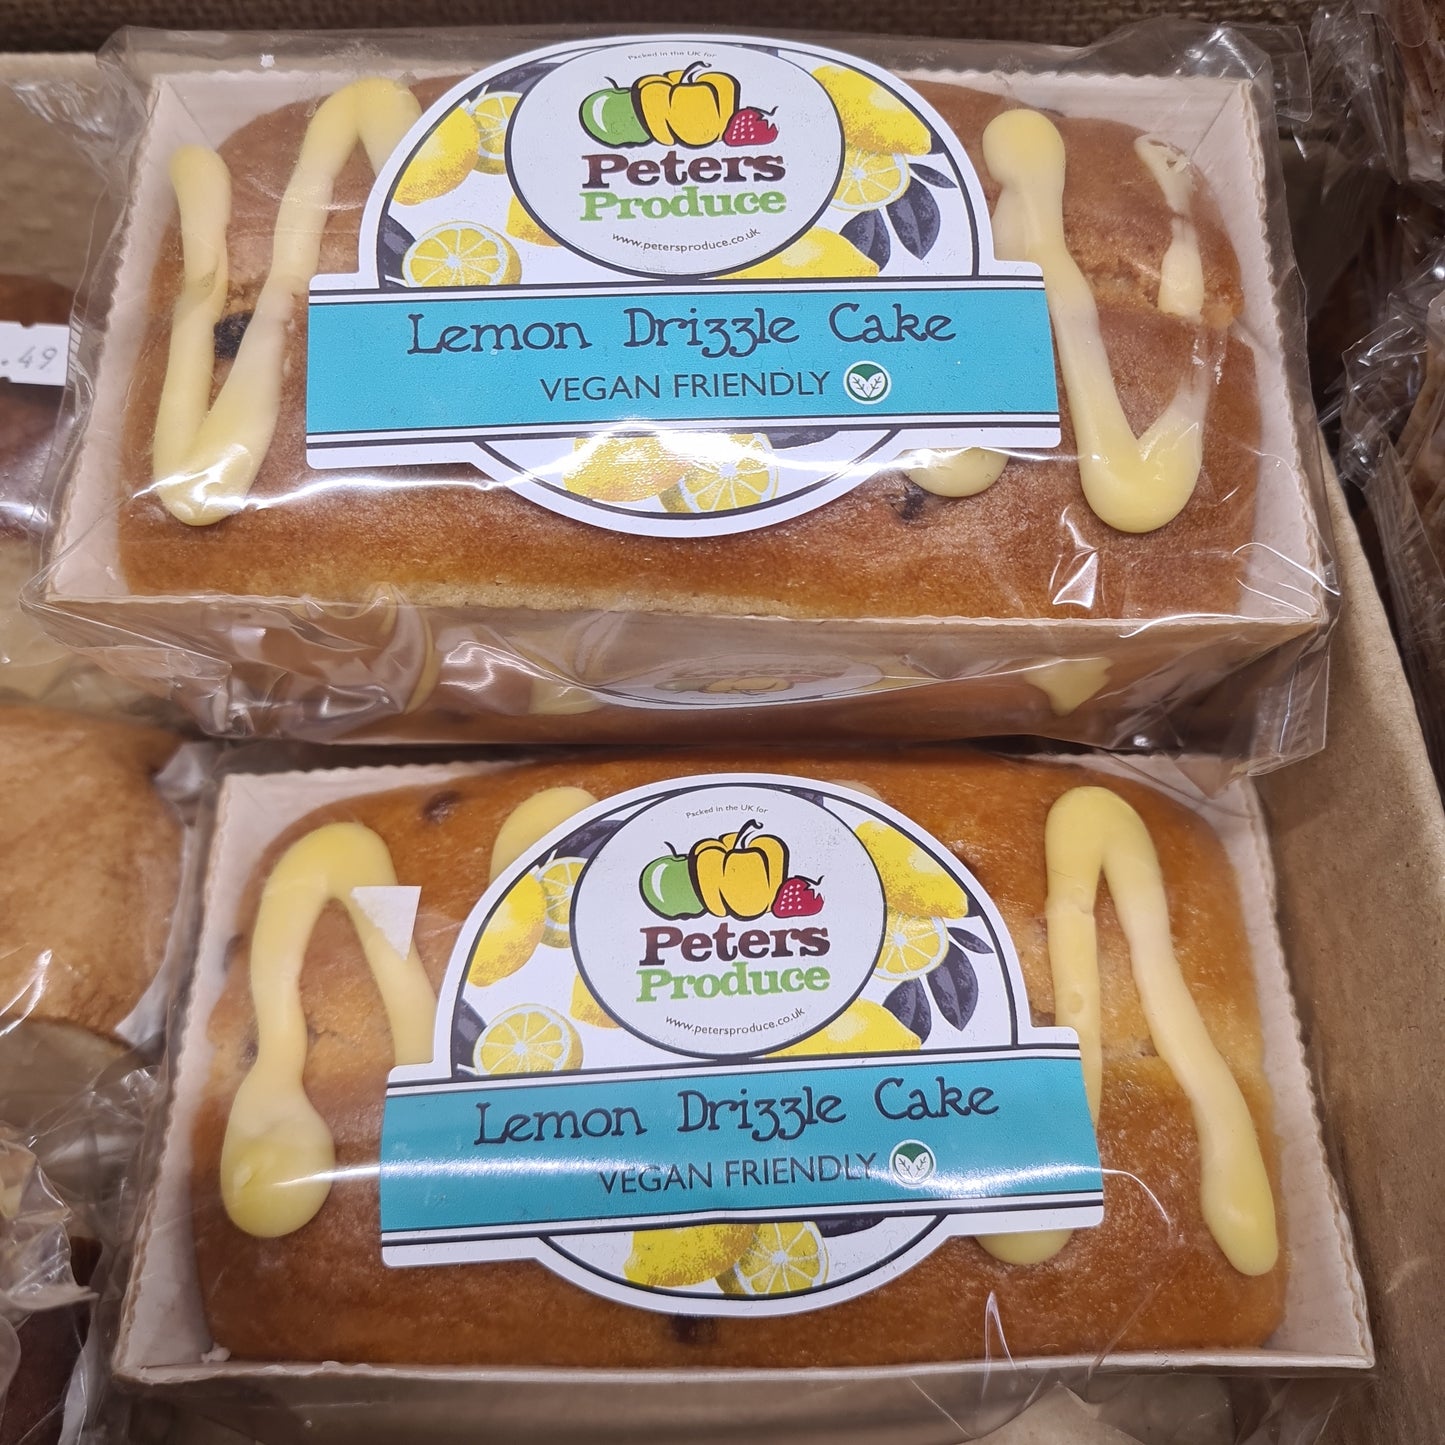 Packed in the UK for
Peters
Produce
www.petersproduce.co.uk
Lemon Drizzle Cake
VEGAN FRIENDLY
.49
Packed in the UK for
Peters
Produce
www.petersproduce.co.uk
Lemon Drizzle Cake
VEGAN FRIENDLY